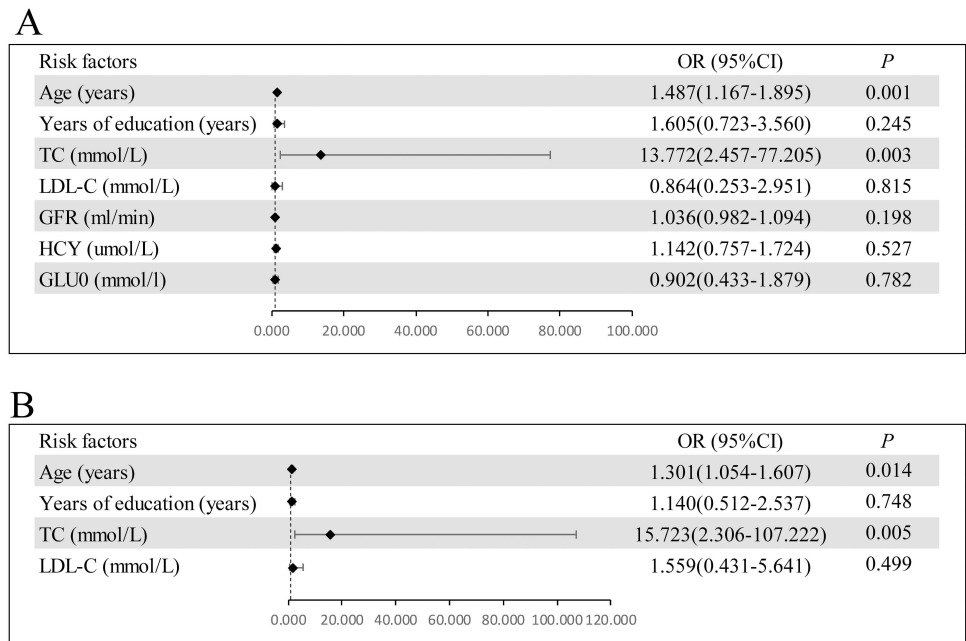 A
Risk factors OR (95%CI) P
Age (years) 1.487(1.167-1.895) 0.001
Years of education (years) 1.605(0.723-3.560) 0.245
TC (mmol/L) 13.772(2.457-77.205) 0.003
LDL-C (mmol/L) 0.864(0.253-2.951) 0.815
GFR (ml/min) 1.036(0.982-1.094) 0.198
HCY (umol/L) 1.142(0.757-1.724) 0.527
GLU0 (mmol/l) 0.902(0.433-1.879) 0.782
0.000 20.000 40.000 60.000 80.000 100.000
B
Risk factors OR (95%CI) P
Age (years) 1.301(1.054-1.607) 0.014
Years of education (years) 1.140(0.512-2.537) 0.748
TC (mmol/L) 15.723(2.306-107.222) 0.005
LDL-C (mmol/L) 1.559(0.431-5.641) 0.499
0.000 20.000 40.000 60.000 80.000 100.000 120.000